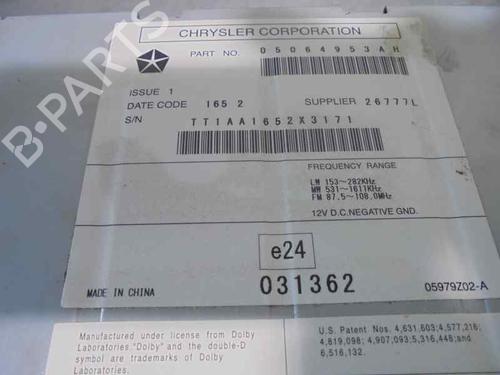 CHRYSLER CORPORATION
PART NO. 05064953AH
ISSUE 1
DATE CODE 165 2 SUPPLIER 26777L
S/N TT1AA1652X3171
FREQUENCY RANGE
LW 153~282KHz
MW 531~1611KHz
FM 87.5~108.0MHz
12V D.C.NEGATIVE GND.
e24
031362
MADE IN CHINA
05979Z02-A
Manufactured under license from Dolby
Laboratories."Dolby" and the double-D
symbol are trademarks of Dolby
Laboratories.
U.S. Patent Nos. 4,631,603;4,577,216;
4,819,098; 4,907,093;5,316,448;and
6,516,132.
B-PARTS